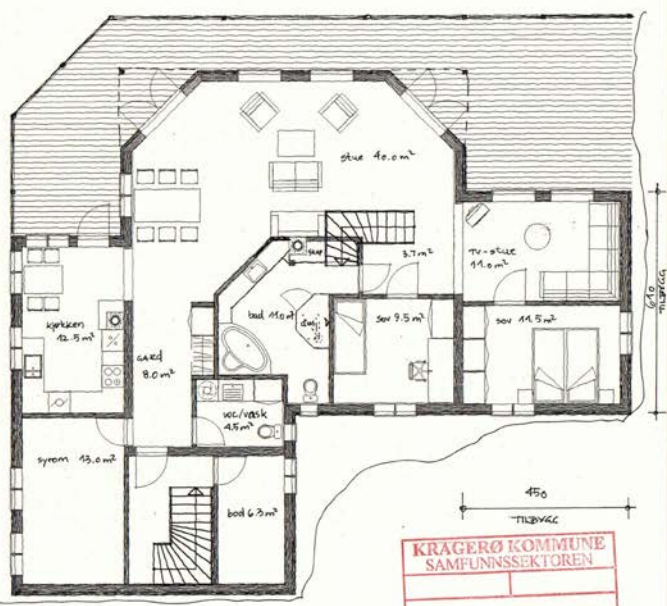 stue 40.0 m²
3.7 m²
TV-stue
11.0 m²
610
TILBYGG
kjøkken
12.5 m²
bad 11.0 m²
sov 9.5 m²
sov 11.5 m²
GARD
8.0 m²
WC/vask
4.5 m²
syrom 13.0 m²
bod 6.3 m²
450
TILBYGG
KRAGERØ KOMMUNE
SAMFUNNSSEKTOREN